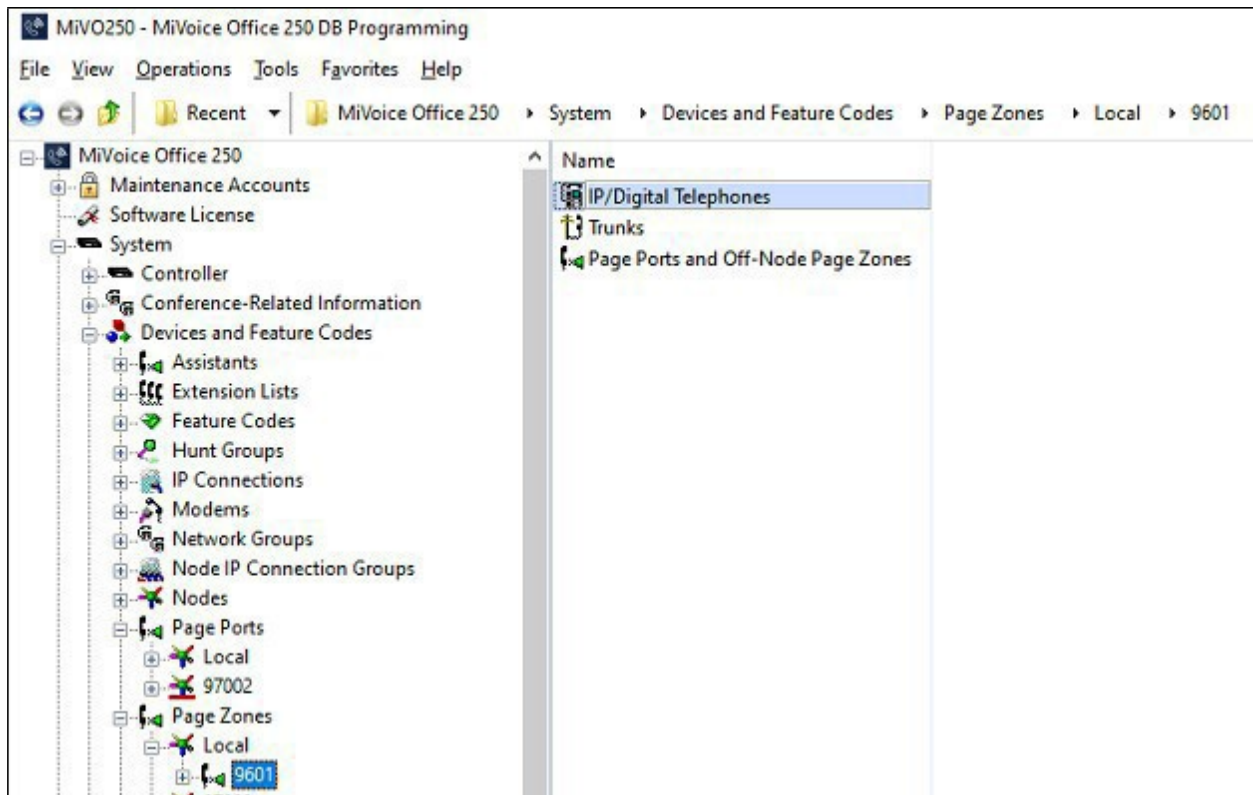 MiVO250 - MiVoice Office 250 DB Programming
File View Operations Tools Favorites Help
Recent MiVoice Office 250 System Devices and Feature Codes Page Zones Local 9601
MiVoice Office 250
Maintenance Accounts
Software License
System
Controller
Conference-Related Information
Devices and Feature Codes
Assistants
Extension Lists
Feature Codes
Hunt Groups
IP Connections
Modems
Network Groups
Node IP Connection Groups
Nodes
Page Ports
Local
97002
Page Zones
Local
9601
Name
IP/Digital Telephones
Trunks
Page Ports and Off-Node Page Zones